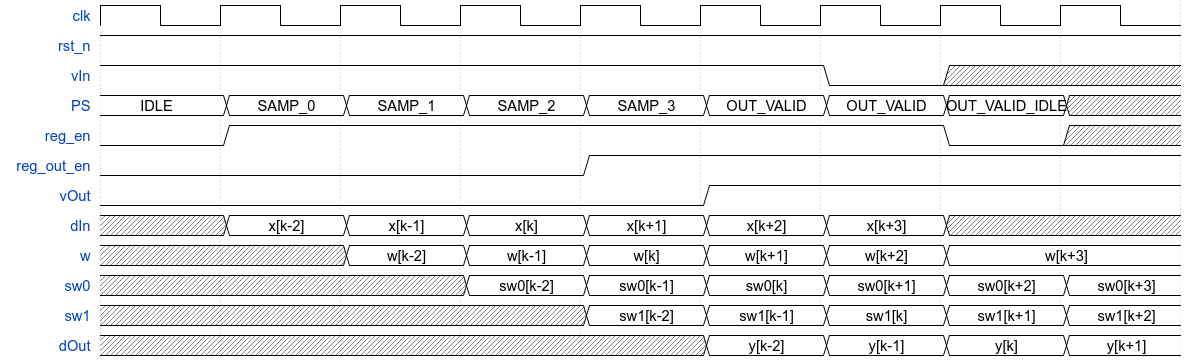 clk
rst_n
vIn
PS IDLE SAMP_0 SAMP_1 SAMP_2 SAMP_3 OUT_VALID OUT_VALID OUT_VALID_IDLE
reg_en
reg_out_en
vOut
dIn x[k-2] x[k-1] x[k] x[k+1] x[k+2] x[k+3]
w w[k-2] w[k-1] w[k] w[k+1] w[k+2] w[k+3]
sw0 sw0[k-2] sw0[k-1] sw0[k] sw0[k+1] sw0[k+2] sw0[k+3]
sw1 sw1[k-2] sw1[k-1] sw1[k] sw1[k+1] sw1[k+2]
dOut y[k-2] y[k-1] y[k] y[k+1]